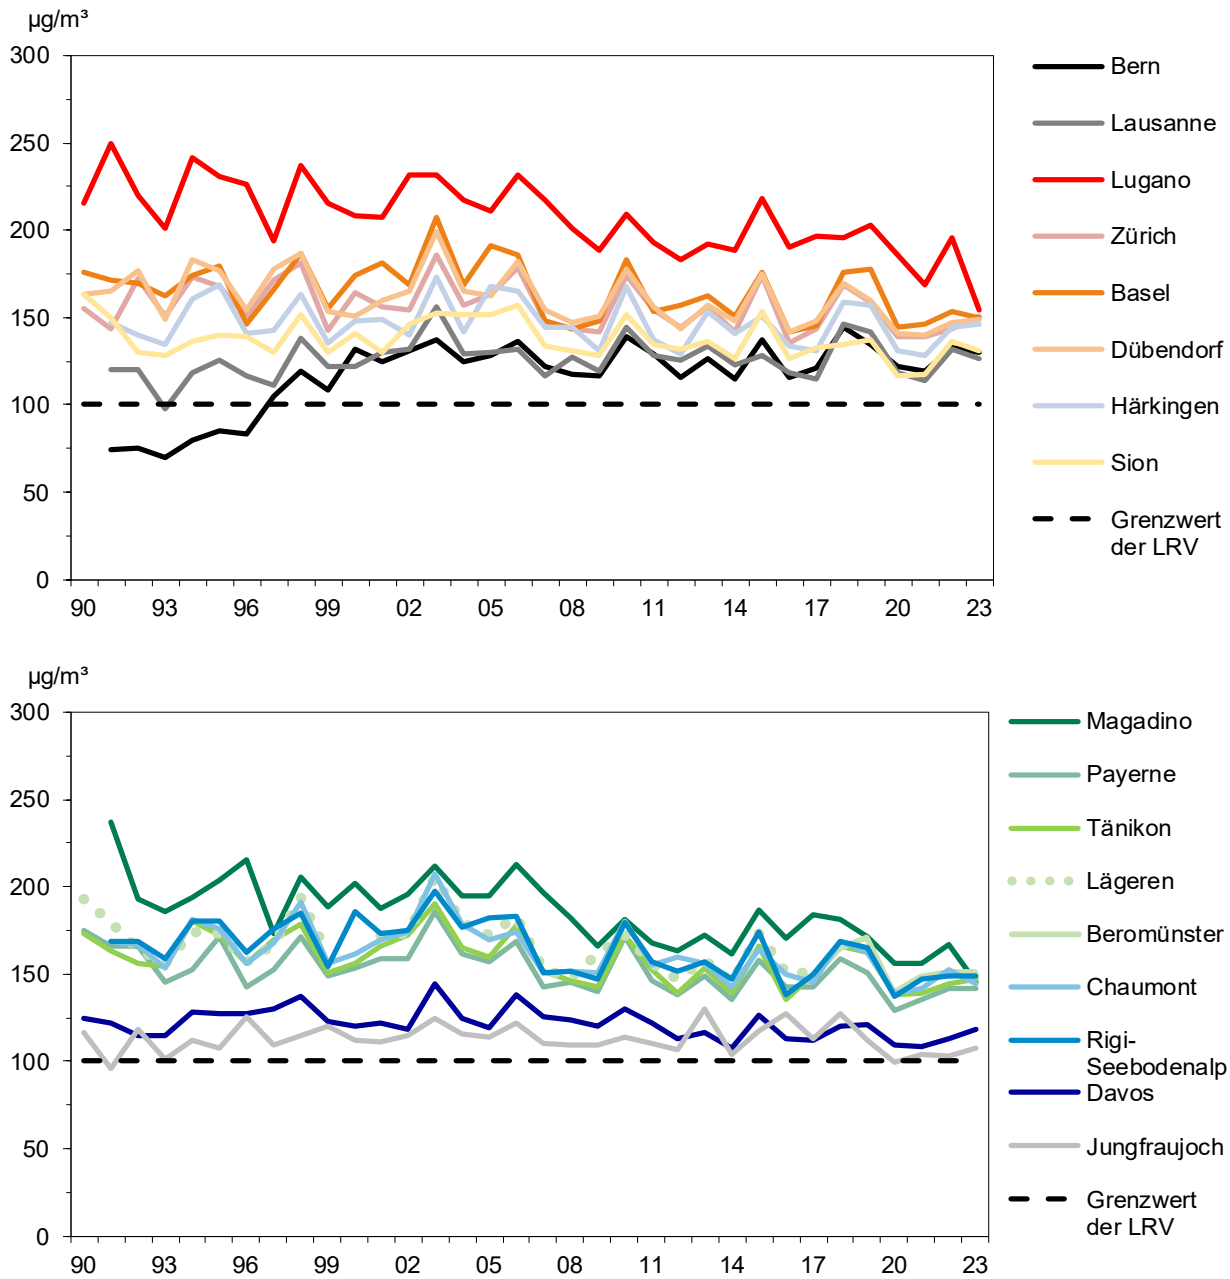 µg/m³
300
250
200
150
100
50
0
90 93 96 99 02 05 08 11 14 17 20 23
Bern
Lausanne
Lugano
Zürich
Basel
Dübendorf
Härkingen
Sion
Grenzwert
der LRV
µg/m³
300
250
200
150
100
50
0
90 93 96 99 02 05 08 11 14 17 20 23
Magadino
Payerne
Tänikon
Lägeren
Beromünster
Chaumont
Rigi-
Seebodenalp
Davos
Jungfraujoch
Grenzwert
der LRV